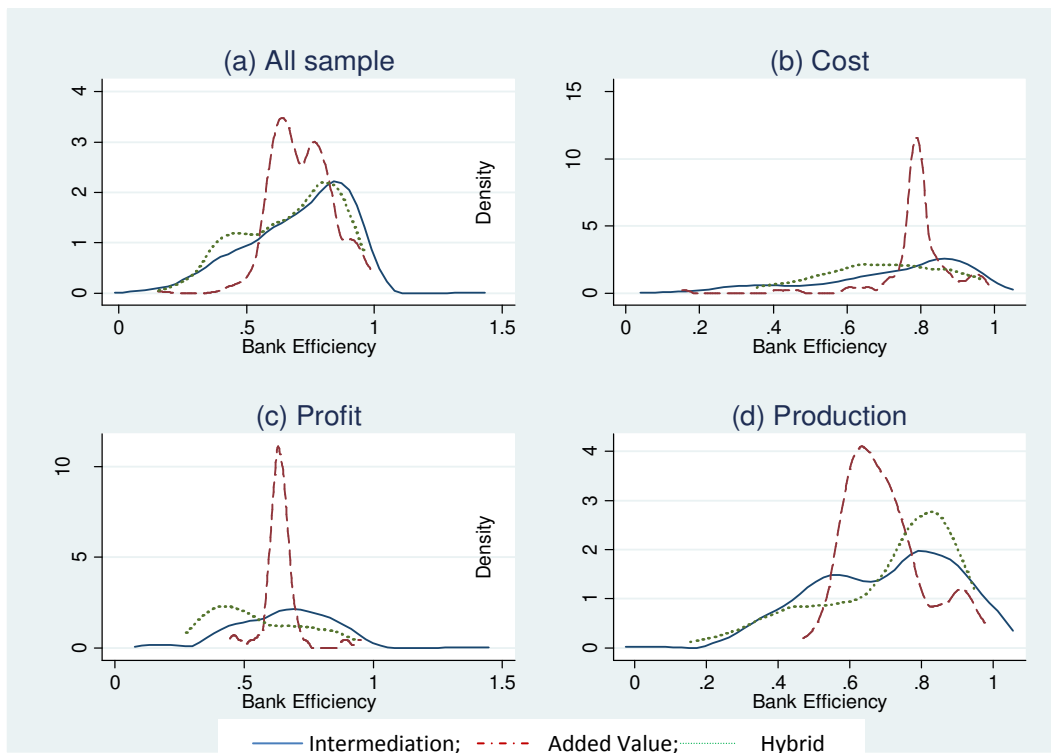 (a) All sample
4
3
2
1
0
0 .5 1 1.5
Bank Efficiency
(b) Cost
Density
15
10
5
0
0 .2 .4 .6 .8 1
Bank Efficiency
(c) Profit
10
5
0
0 .5 1 1.5
Bank Efficiency
(d) Production
Density
4
3
2
1
0
0 .2 .4 .6 .8 1
Bank Efficiency
Intermediation; Added Value; Hybrid